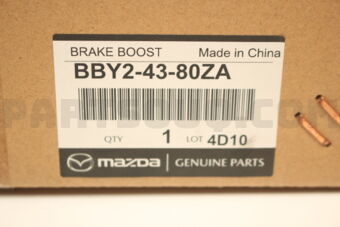 BRAKE BOOST Made in China
BBY2-43-80ZA
QTY 1 LOT 4D10
mazda GENUINE PARTS